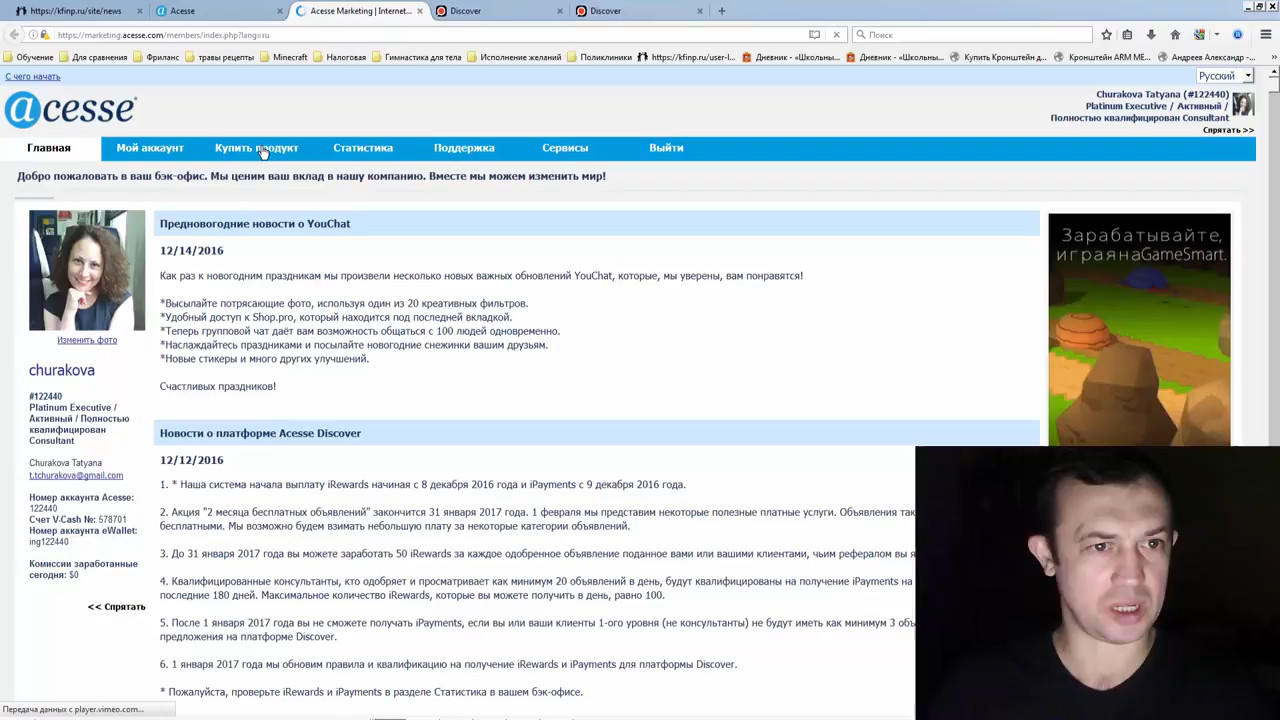 https://kfinp.ru/site/news
Acesse
Acesse Marketing | Internet...
Discover
Discover
https://marketing.acesse.com/members/index.php?lang=ru
Поиск
Обучение
Для сравнения
Фриланс
травы рецепты
Minecraft
Налоговая
Гимнастика для тела
Исполнение желаний
Поликлиники
https://kfinp.ru/user-l...
Дневник - «Школьны...
Дневник - «Школьны...
Купить Кронштейн д...
Кронштейн ARM ME...
Андреев Александр -...
С чего начать
Русский
acesse
Churakova Tatyana (#122440)
Platinum Executive / Активный /
Полностью квалифицирован Consultant
Спрятать >>
Главная
Мой аккаунт
Купить продукт
Статистика
Поддержка
Сервисы
Выйти
Добро пожаловать в ваш бэк-офис. Мы ценим ваш вклад в нашу компанию. Вместе мы можем изменить мир!
Изменить фото
churakova
#122440
Platinum Executive /
Активный / Полностью
квалифицирован
Consultant
Churakova Tatyana
t.tchurakova@gmail.com
Номер аккаунта Acesse:
122440
Счет V-Cash №: 578701
Номер аккаунта eWallet:
ing122440
Комиссии заработанные
сегодня: $0
<< Спрятать
Предновогодние новости о YouChat
12/14/2016
Как раз к новогодним праздникам мы произвели несколько новых важных обновлений YouChat, которые, мы уверены, вам понравятся!
*Высылайте потрясающие фото, используя один из 20 креативных фильтров.
*Удобный доступ к Shop.pro, который находится под последней вкладкой.
*Теперь групповой чат даёт вам возможность общаться с 100 людей одновременно.
*Наслаждайтесь праздниками и посылайте новогодние снежинки вашим друзьям.
*Новые стикеры и много других улучшений.
Счастливых праздников!
Новости о платформе Acesse Discover
12/12/2016
1. * Наша система начала выплату iRewards начиная с 8 декабря 2016 года и iPayments с 9 декабря 2016 года.
2. Акция "2 месяца бесплатных объявлений" закончится 31 января 2017 года. 1 февраля мы представим некоторые полезные платные услуги. Объявления так
бесплатными. Мы возможно будем взимать небольшую плату за некоторые категории объявлений.
3. До 31 января 2017 года вы можете заработать 50 iRewards за каждое одобренное объявление поданное вами или вашими клиентами, чьим рефералом вы я
4. Квалифицированные консультанты, кто одобряет и просматривает как минимум 20 объявлений в день, будут квалифицированы на получение iPayments на
последние 180 дней. Максимальное количество iRewards, которые вы можете получить в день, равно 100.
5. После 1 января 2017 года вы не сможете получать iPayments, если вы или ваши клиенты 1-ого уровня (не консультанты) не будут иметь как минимум 3 объ
предложения на платформе Discover.
6. 1 января 2017 года мы обновим правила и квалификацию на получение iRewards и iPayments для платформы Discover.
* Пожалуйста, проверьте iRewards и iPayments в разделе Статистика в вашем бэк-офисе.
Зарабатывайте,
играянаGameSmart.
Передача данных с player.vimeo.com...